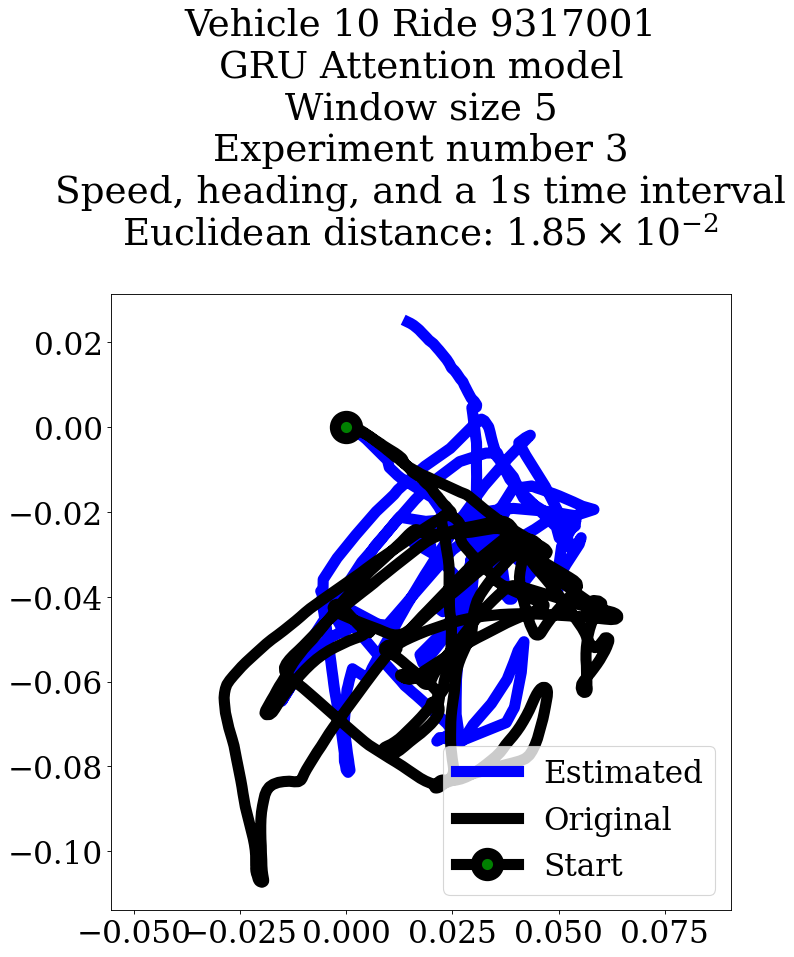 Vehicle 10 Ride 9317001
GRU Attention model
Window size 5
Experiment number 3
Speed, heading, and a 1s time interval
Euclidean distance: 1.85 × 10⁻²
0.02
0.00
−0.02
−0.04
−0.06
−0.08
−0.10
Estimated
Original
Start
−0.050 −0.025 0.000 0.025 0.050 0.075